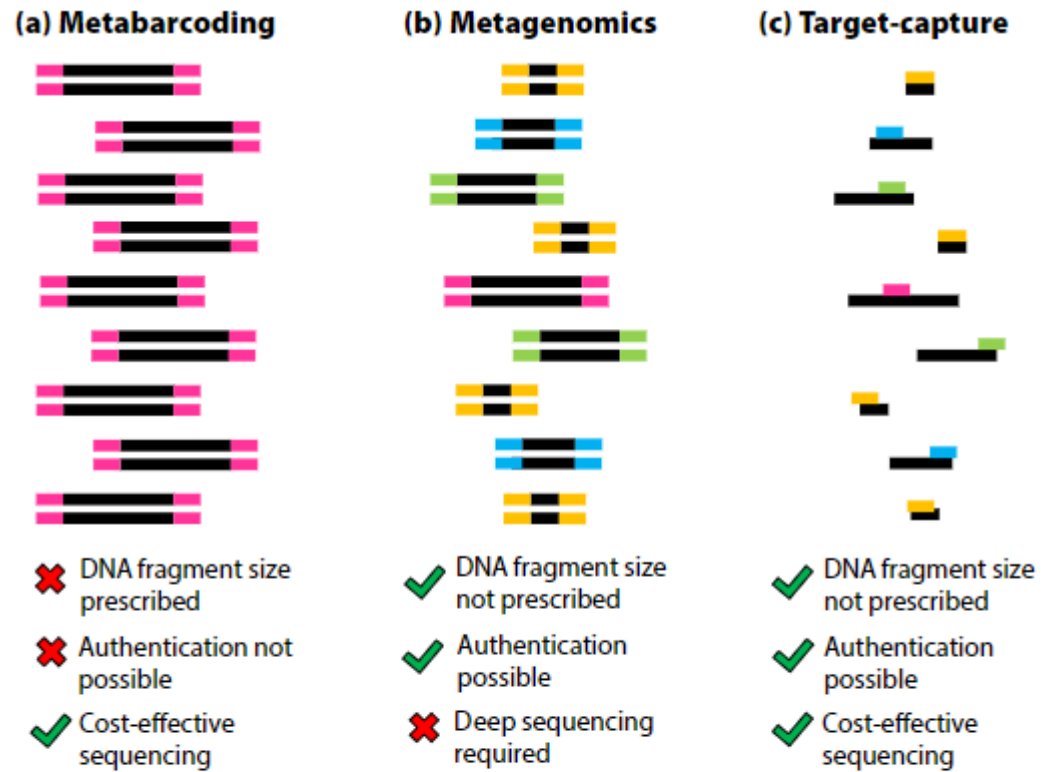 (a) Metabarcoding
(b) Metagenomics
(c) Target-capture
DNA fragment size
prescribed
Authentication not
possible
Cost-effective
sequencing
DNA fragment size
not prescribed
Authentication
possible
Deep sequencing
required
DNA fragment size
not prescribed
Authentication
possible
Cost-effective
sequencing